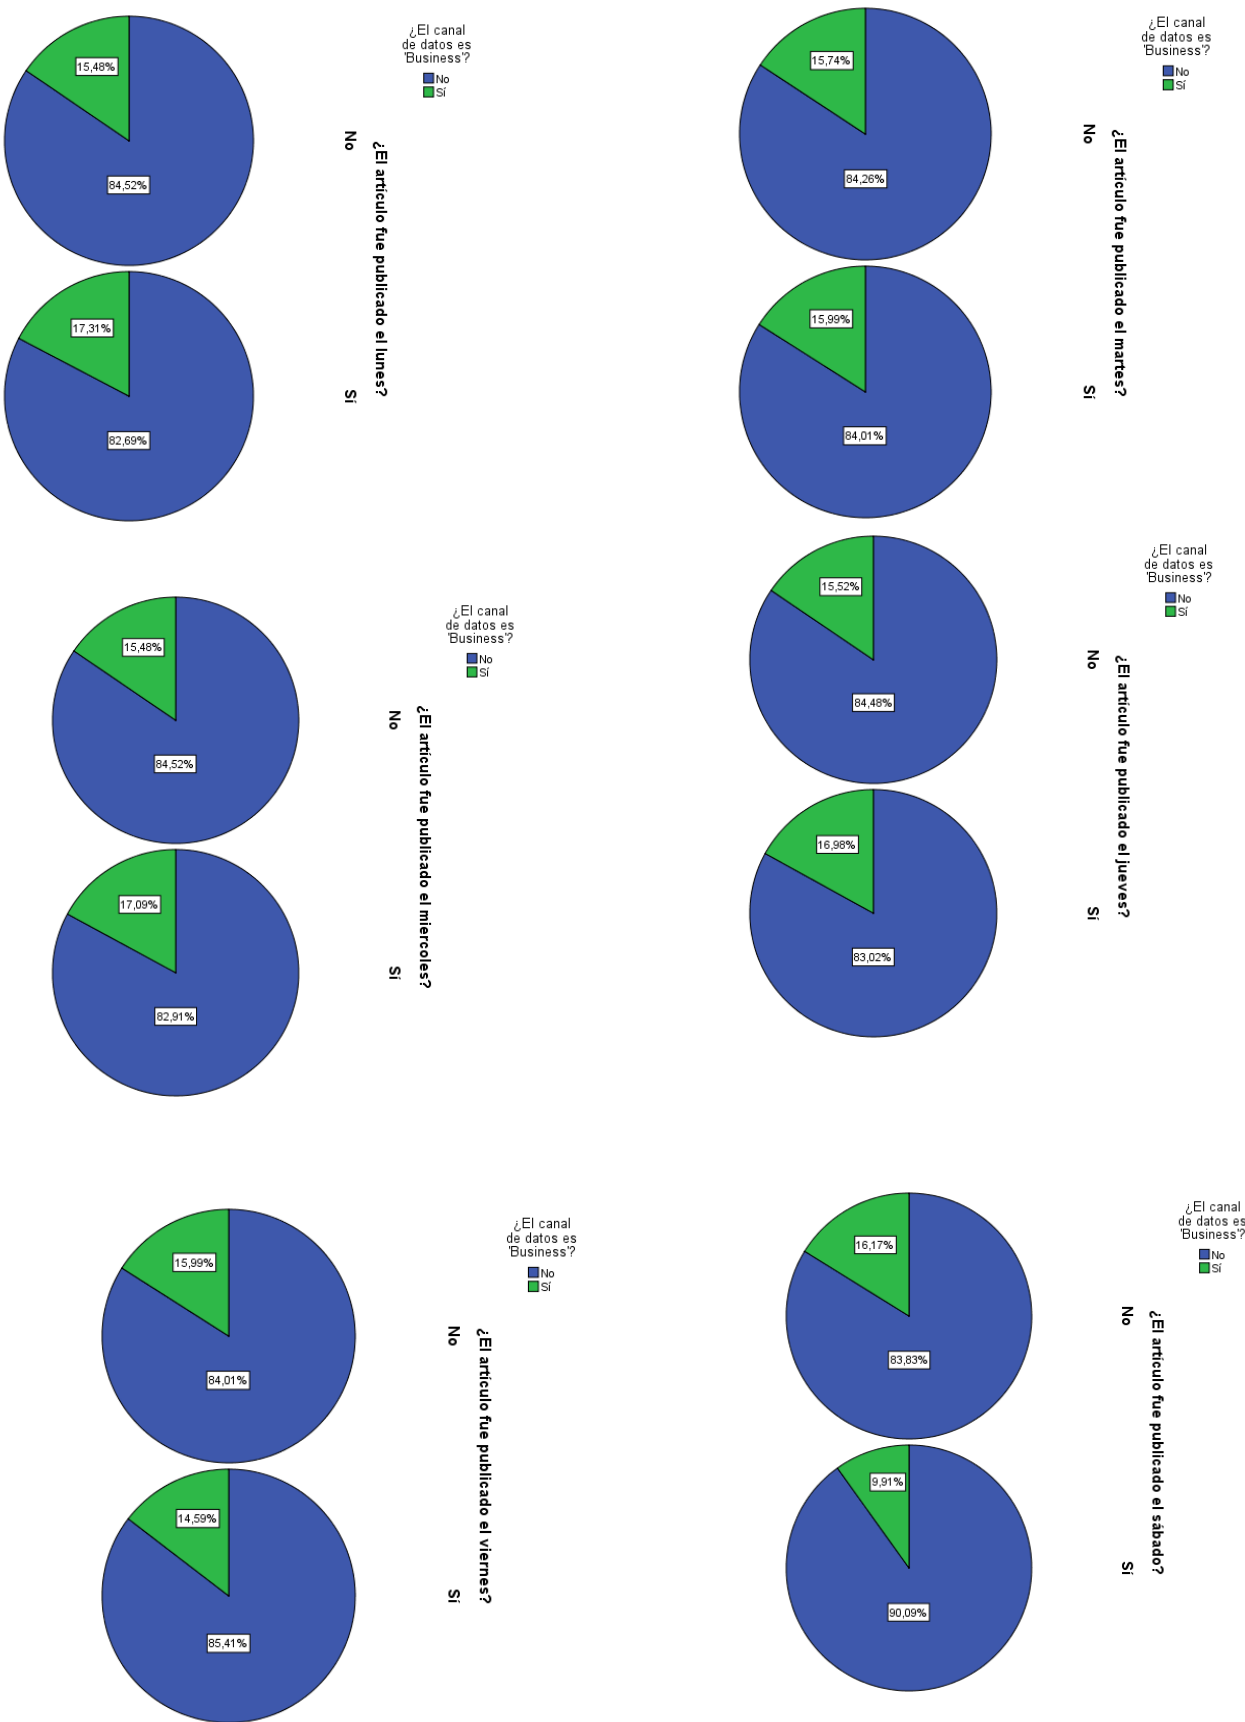 15,48%
84,52%
17,31%
82,69%
¿El canal
de datos es
'Business'?
No
Sí
No
Sí
¿El artículo fue publicado el lunes?
15,74%
84,26%
15,99%
84,01%
¿El canal
de datos es
'Business'?
No
Sí
No
Sí
¿El artículo fue publicado el martes?
15,48%
84,52%
17,09%
82,91%
¿El canal
de datos es
'Business'?
No
Sí
No
Sí
¿El artículo fue publicado el miercoles?
15,52%
84,48%
16,98%
83,02%
¿El canal
de datos es
'Business'?
No
Sí
No
Sí
¿El artículo fue publicado el jueves?
15,99%
84,01%
14,59%
85,41%
¿El canal
de datos es
'Business'?
No
Sí
No
Sí
¿El artículo fue publicado el viernes?
16,17%
83,83%
9,91%
90,09%
¿El canal
de datos es
'Business'?
No
Sí
No
Sí
¿El artículo fue publicado el sábado?